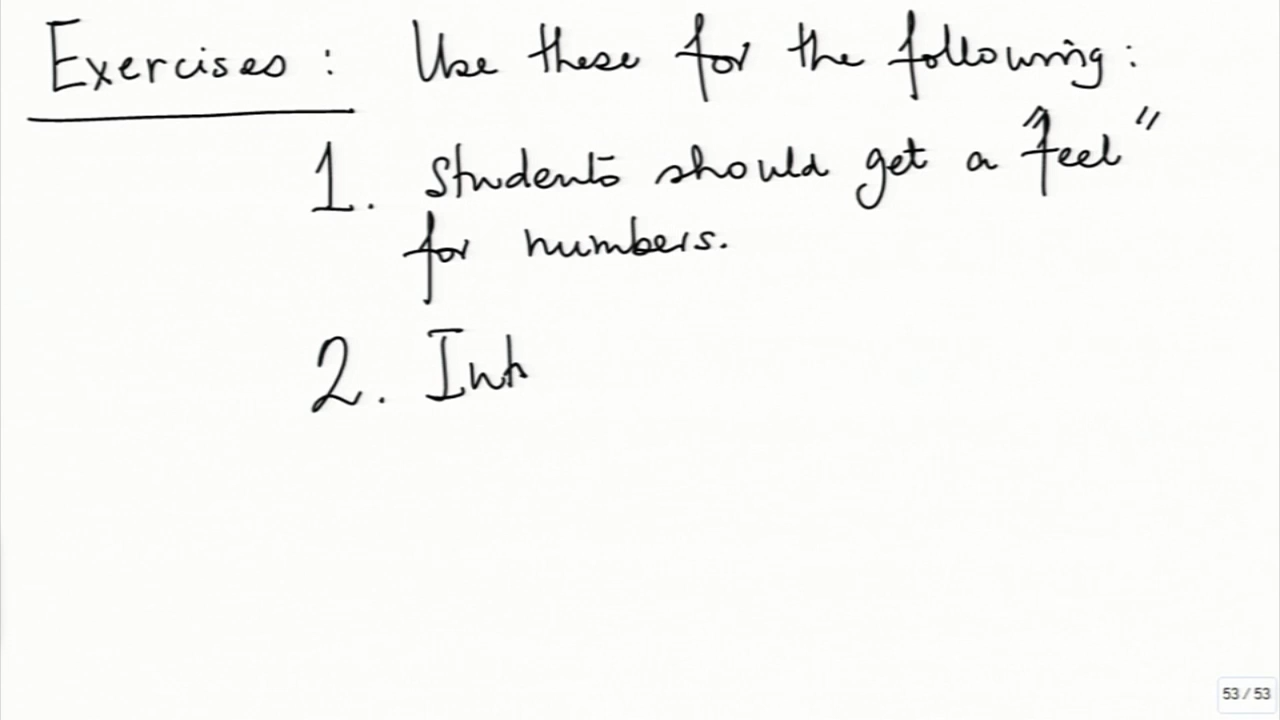 Exercises : Use these for the following :
1. Students should get a "feel"
for numbers.
2. Int
53 / 53